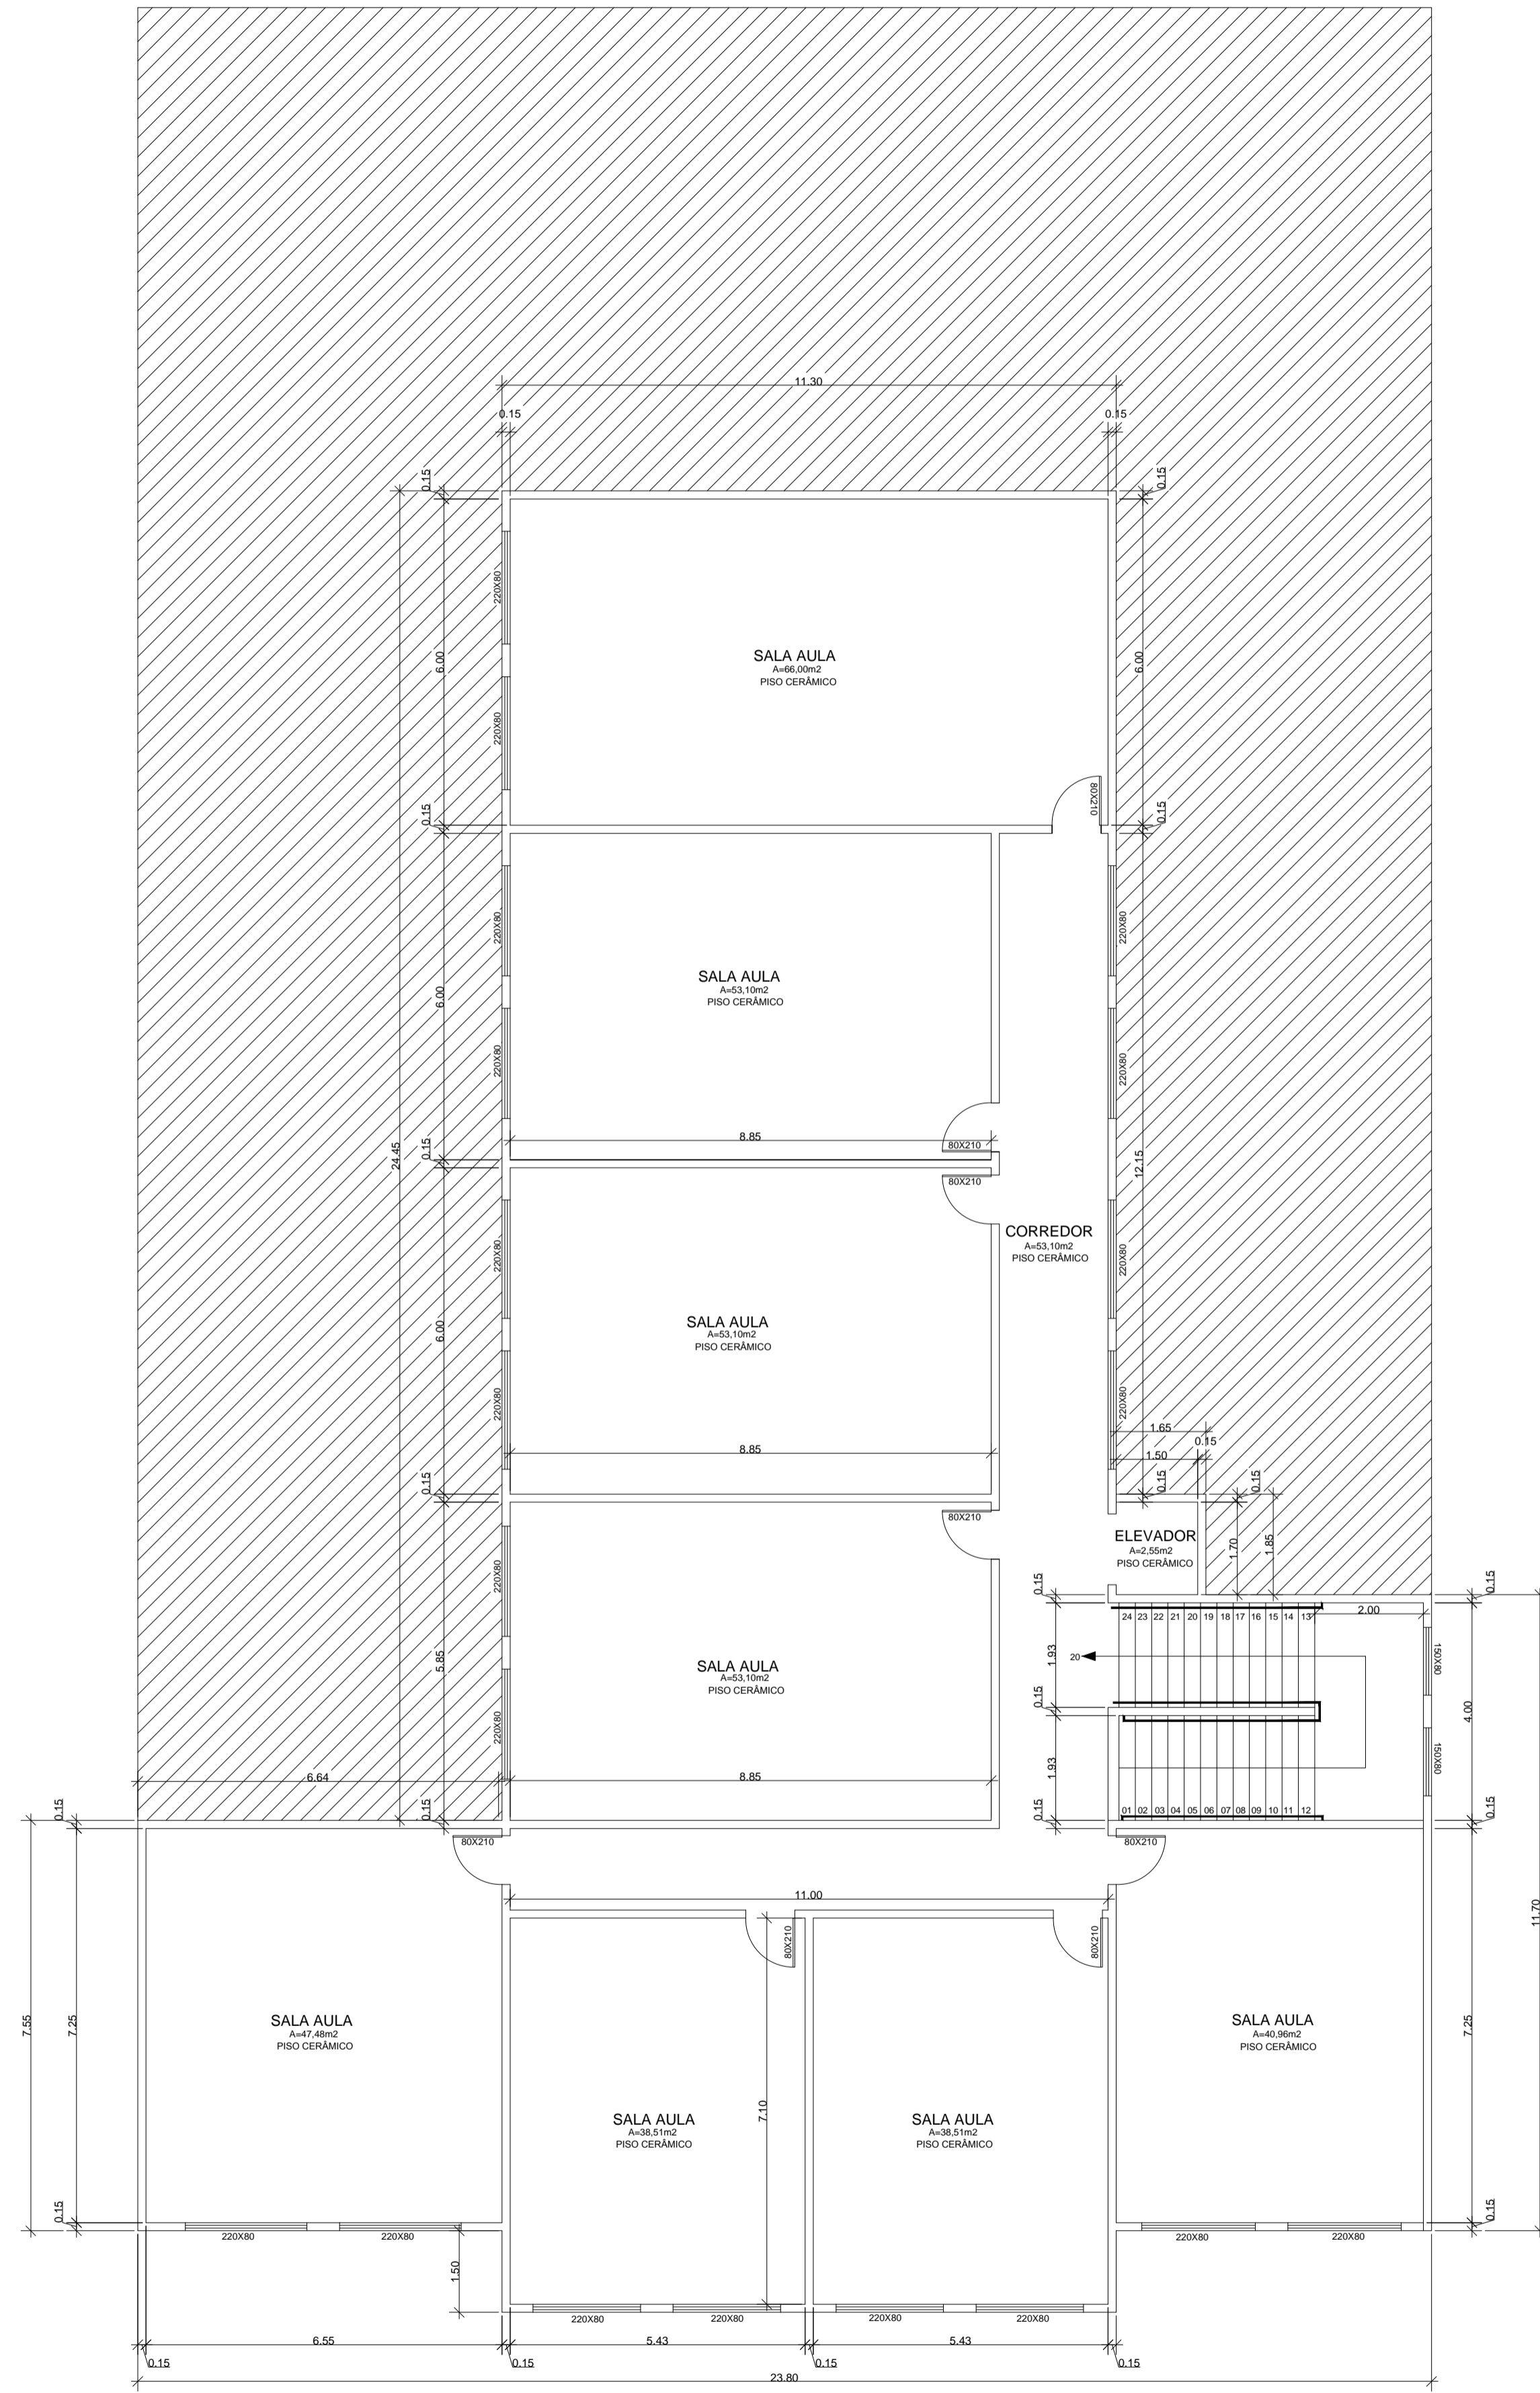 11.30
0.15
0.15
0.15
0.15
220X80
6.00
SALA AULA
A=66,00m2
PISO CERÂMICO
6.00
220X80
80X210
0.15
0.15
220X80
220X80
SALA AULA
A=53,10m2
PISO CERÂMICO
6.00
220X80
220X80
24.45
0.15
8.85
80X210
12.15
80X210
CORREDOR
A=53,10m2
PISO CERÂMICO
220X80
220X80
SALA AULA
A=53,10m2
PISO CERÂMICO
6.00
220X80
220X80
1.65
0.15
8.85
1.50
0.15
0.15
0.15
80X210
ELEVADOR
A=2,55m2
PISO CERÂMICO
1.70
1.85
220X80
0.15
0.15
2.00
24 23 22 21 20 19 18 17 16 15 14 13
1.93
20
150X80
SALA AULA
A=53,10m2
PISO CERÂMICO
5.85
0.15
4.00
220X80
150X80
1.93
6.64
8.85
0.15
0.15
0.15
01 02 03 04 05 06 07 08 09 10 11 12
0.15
80X210
80X210
11.00
11.70
80X210
80X210
SALA AULA
A=47,48m2
PISO CERÂMICO
SALA AULA
A=40,96m2
PISO CERÂMICO
7.55
7.25
7.25
SALA AULA
A=38,51m2
PISO CERÂMICO
7.10
SALA AULA
A=38,51m2
PISO CERÂMICO
0.15
0.15
220X80
220X80
220X80
220X80
1.50
220X80
220X80
220X80
220X80
6.55
5.43
5.43
0.15
0.15
0.15
0.15
23.80